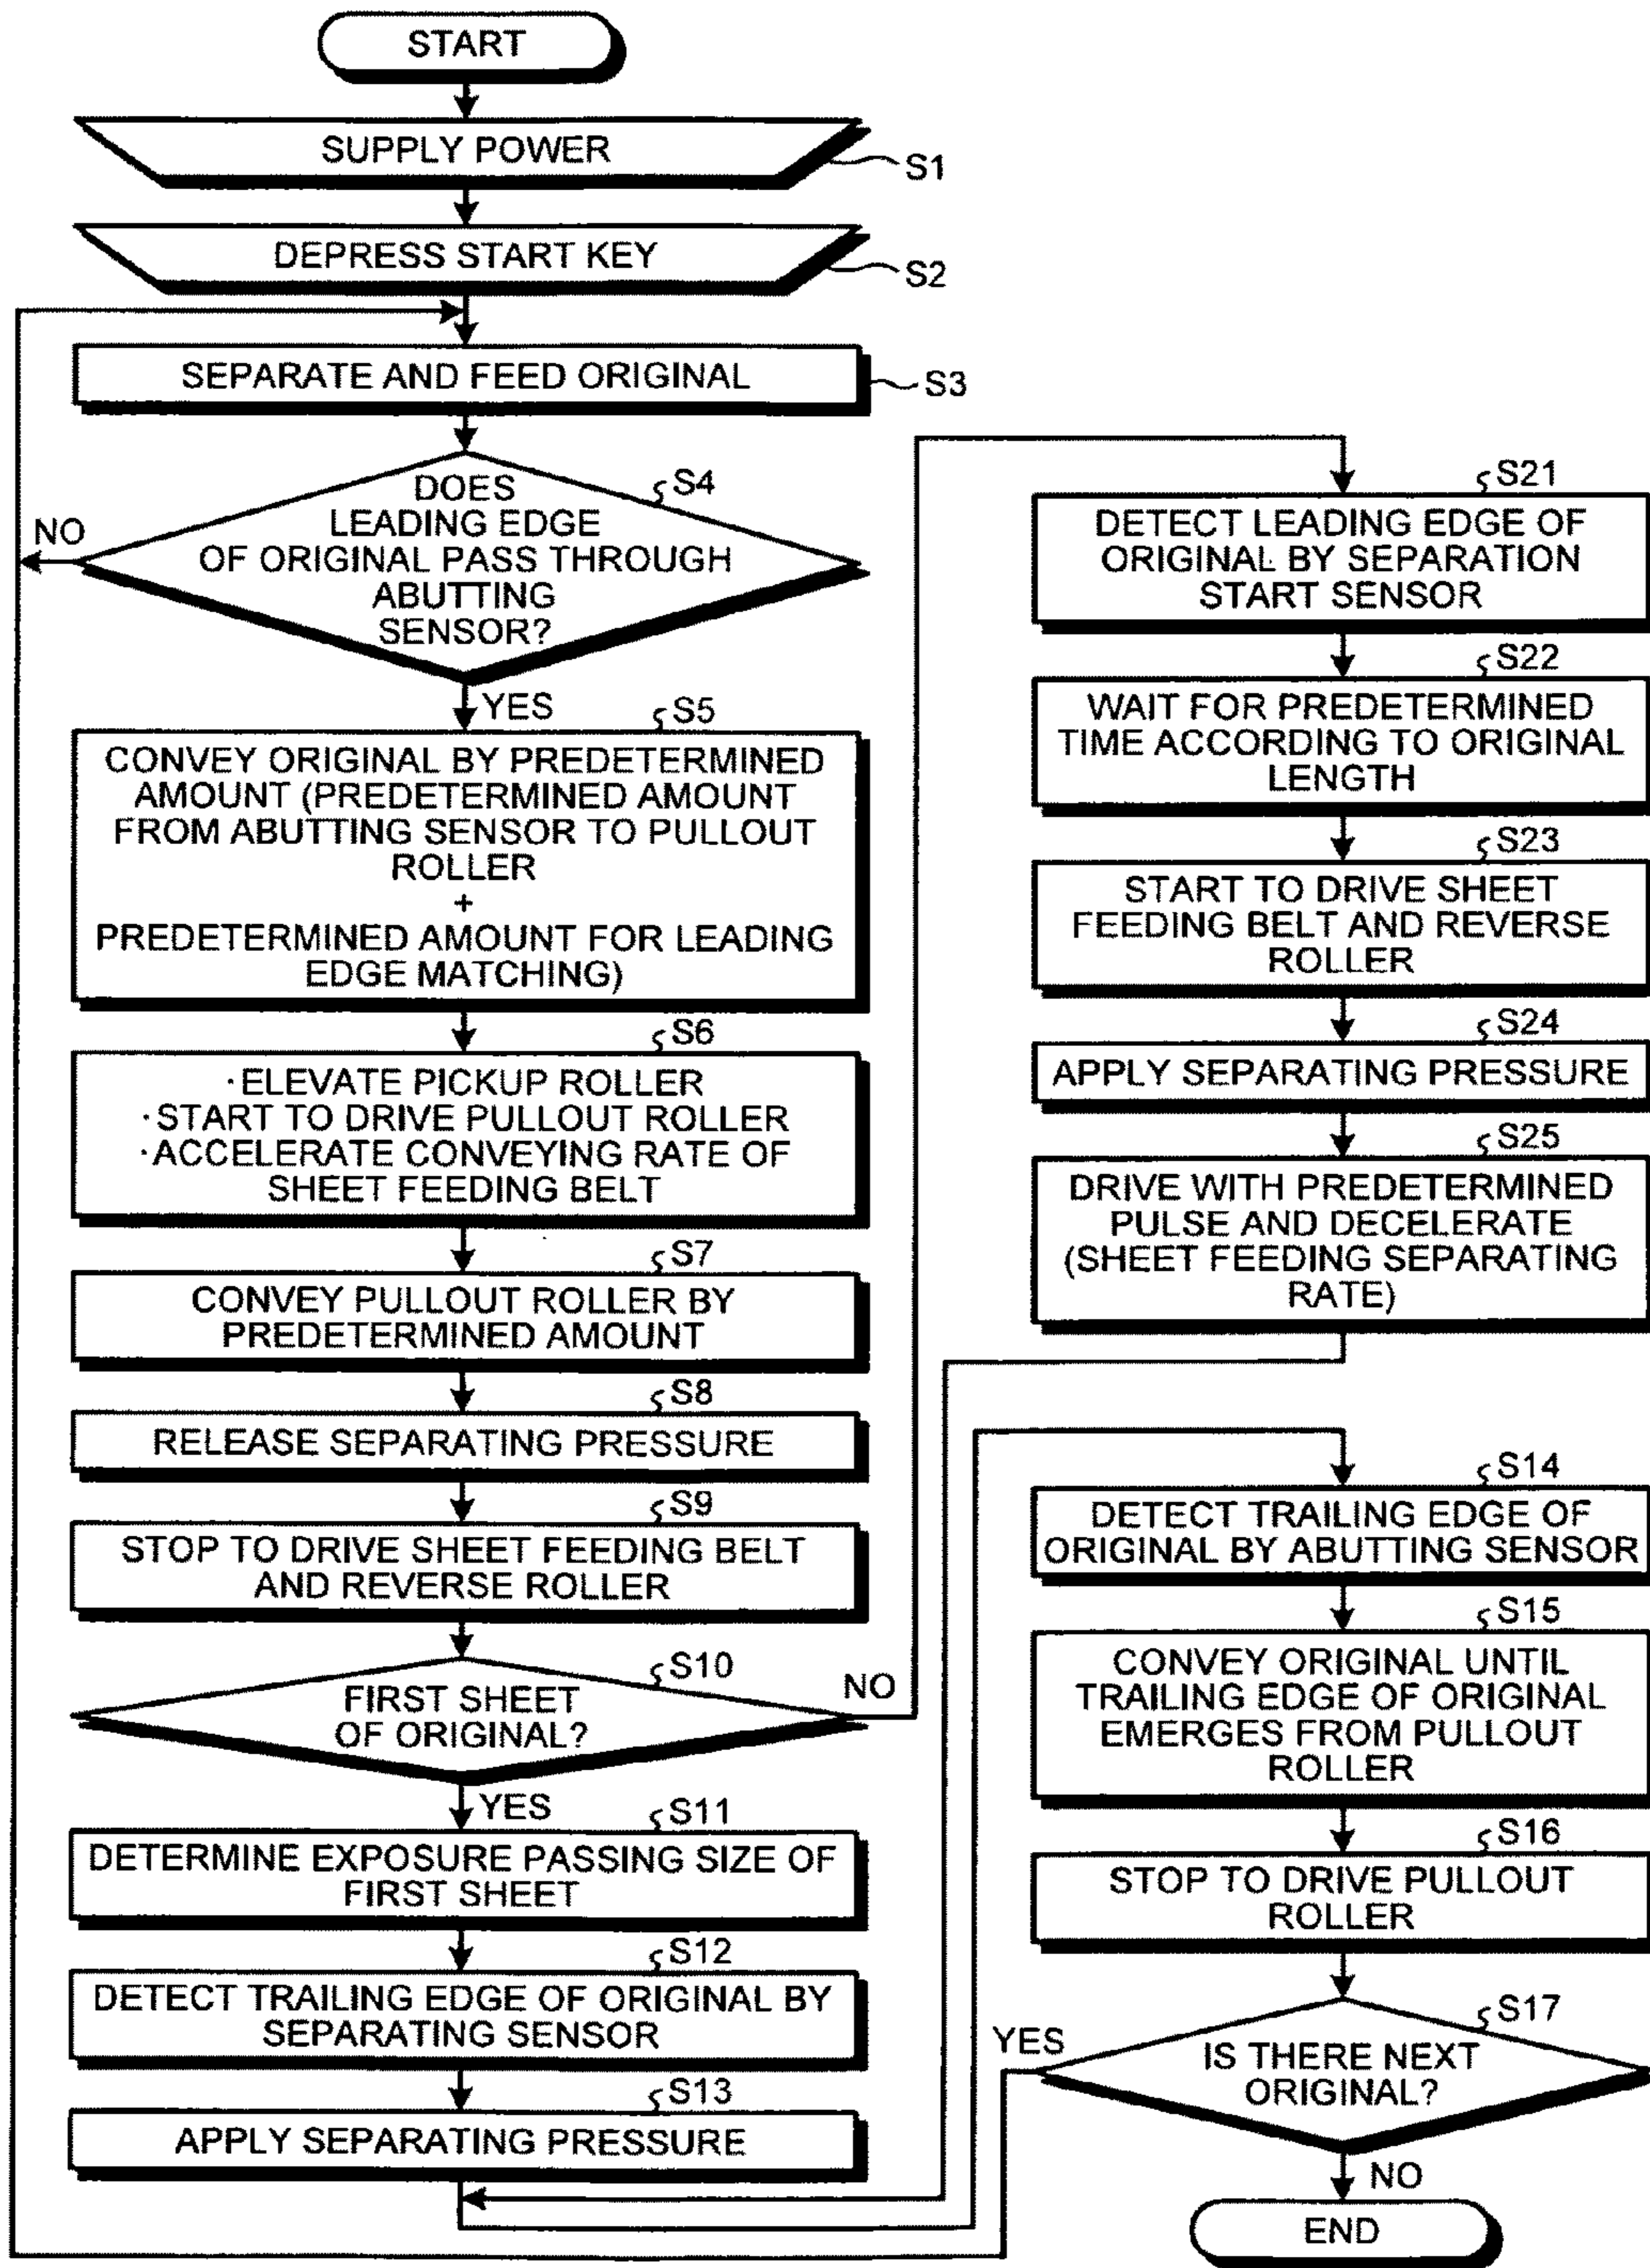 START
SUPPLY POWER
S1
DEPRESS START KEY
S2
SEPARATE AND FEED ORIGINAL
S3
S4
DOES
LEADING EDGE
OF ORIGINAL PASS THROUGH
ABUTTING
SENSOR?
NO
YES
S5
CONVEY ORIGINAL BY PREDETERMINED
AMOUNT (PREDETERMINED AMOUNT
FROM ABUTTING SENSOR TO PULLOUT
ROLLER
+
PREDETERMINED AMOUNT FOR LEADING
EDGE MATCHING)
S6
·ELEVATE PICKUP ROLLER
·START TO DRIVE PULLOUT ROLLER
·ACCELERATE CONVEYING RATE OF
SHEET FEEDING BELT
S7
CONVEY PULLOUT ROLLER BY
PREDETERMINED AMOUNT
S8
RELEASE SEPARATING PRESSURE
S9
STOP TO DRIVE SHEET FEEDING BELT
AND REVERSE ROLLER
S10
FIRST SHEET
OF ORIGINAL?
NO
YES
S11
DETERMINE EXPOSURE PASSING SIZE OF
FIRST SHEET
S12
DETECT TRAILING EDGE OF ORIGINAL BY
SEPARATING SENSOR
S13
APPLY SEPARATING PRESSURE
S21
DETECT LEADING EDGE OF
ORIGINAL BY SEPARATION
START SENSOR
S22
WAIT FOR PREDETERMINED
TIME ACCORDING TO ORIGINAL
LENGTH
S23
START TO DRIVE SHEET
FEEDING BELT AND REVERSE
ROLLER
S24
APPLY SEPARATING PRESSURE
S25
DRIVE WITH PREDETERMINED
PULSE AND DECELERATE
(SHEET FEEDING SEPARATING
RATE)
S14
DETECT TRAILING EDGE OF
ORIGINAL BY ABUTTING SENSOR
S15
CONVEY ORIGINAL UNTIL
TRAILING EDGE OF ORIGINAL
EMERGES FROM PULLOUT
ROLLER
S16
STOP TO DRIVE PULLOUT
ROLLER
S17
YES
IS THERE NEXT
ORIGINAL?
NO
END